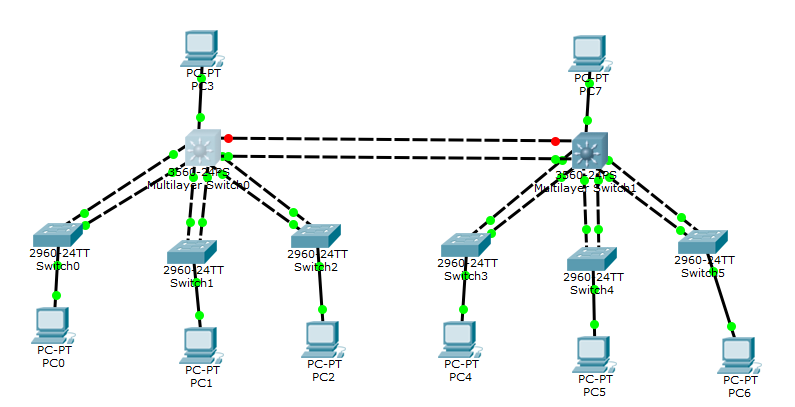 PC-PT
PC3
PC-PT
PC7
3560-24PS
Multilayer Switch0
3560-24PS
Multilayer Switch1
2960-24TT
Switch0
2960-24TT
Switch1
2960-24TT
Switch2
2960-24TT
Switch3
2960-24TT
Switch4
2960-24TT
Switch5
PC-PT
PC0
PC-PT
PC1
PC-PT
PC2
PC-PT
PC4
PC-PT
PC5
PC-PT
PC6